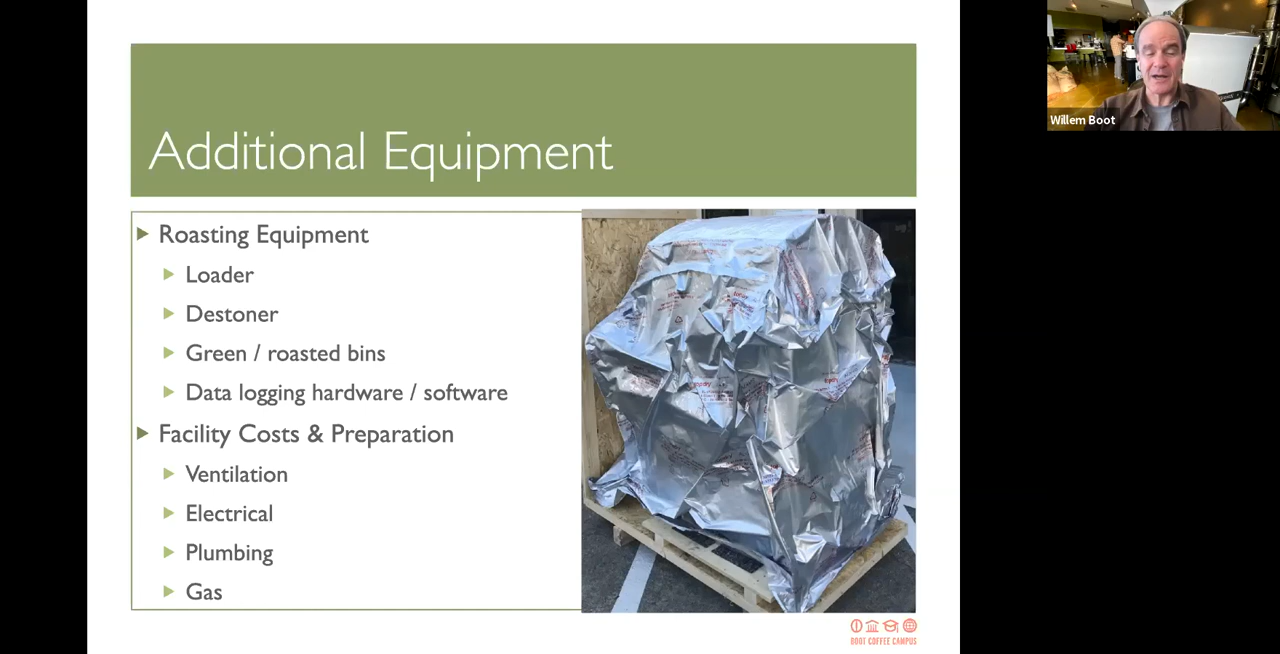 Additional Equipment
Roasting Equipment
Loader
Destoner
Green / roasted bins
Data logging hardware / software
Facility Costs & Preparation
Ventilation
Electrical
Plumbing
Gas
BOOT COFFEE CAMPUS
Willem Boot